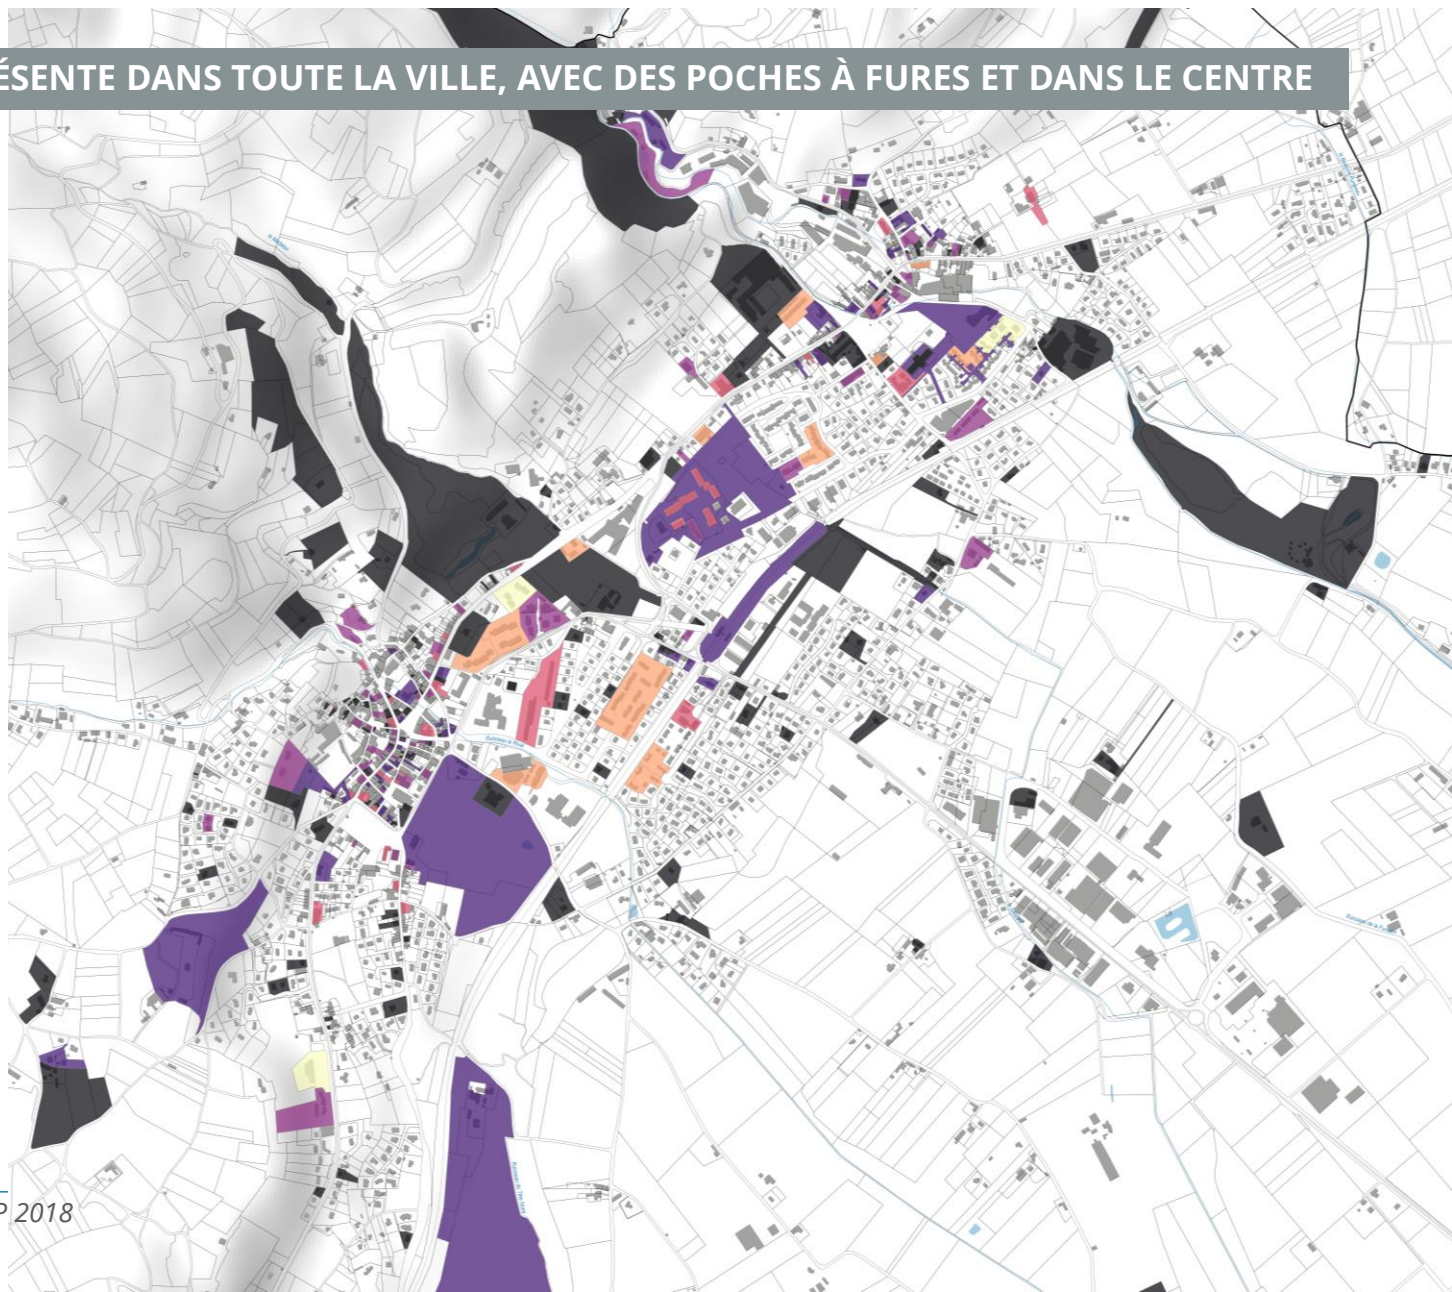 ÉSENTE DANS TOUTE LA VILLE, AVEC DES POCHES À FURES ET DANS LE CENTRE
P 2018